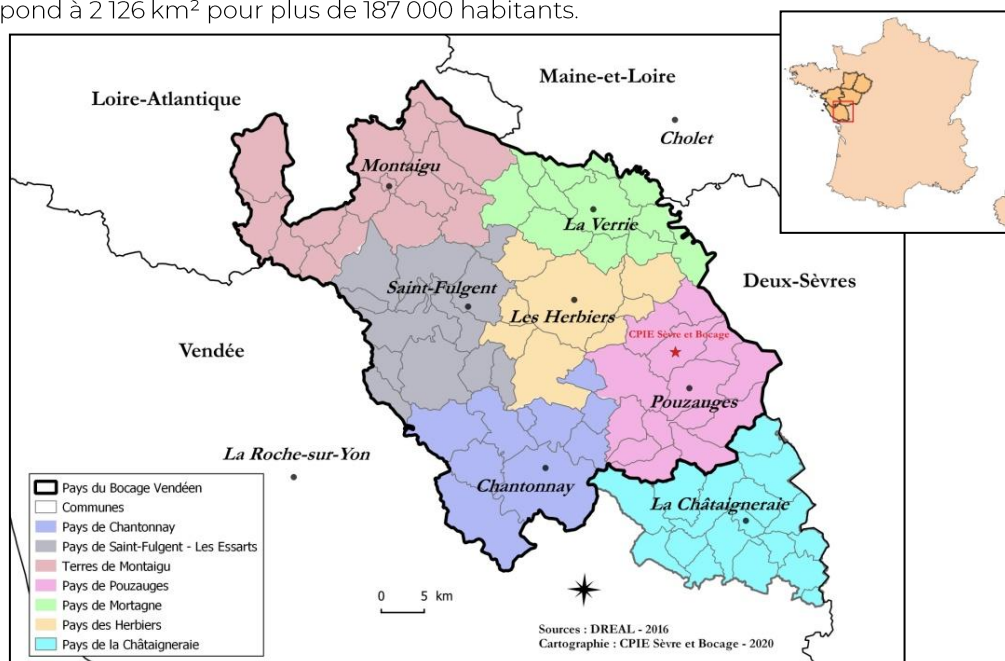 pond à 2 126 km² pour plus de 187 000 habitants.
Maine-et-Loire
Loire-Atlantique
Cholet
Montaigu
La Verrie
Deux-Sèvres
Saint-Fulgent
Les Herbiers
CPIE Sèvre et Bocage
Vendée
Pouzauges
La Roche-sur-Yon
Chantonnay
La Châtaigneraie
Pays du Bocage Vendéen
Communes
Pays de Chantonnay
Pays de Saint-Fulgent - Les Essarts
Terres de Montaigu
Pays de Pouzauges
Pays de Mortagne
Pays des Herbiers
Pays de la Châtaigneraie
0 5 km
Sources : DREAL - 2016
Cartographie : CPIE Sèvre et Bocage - 2020